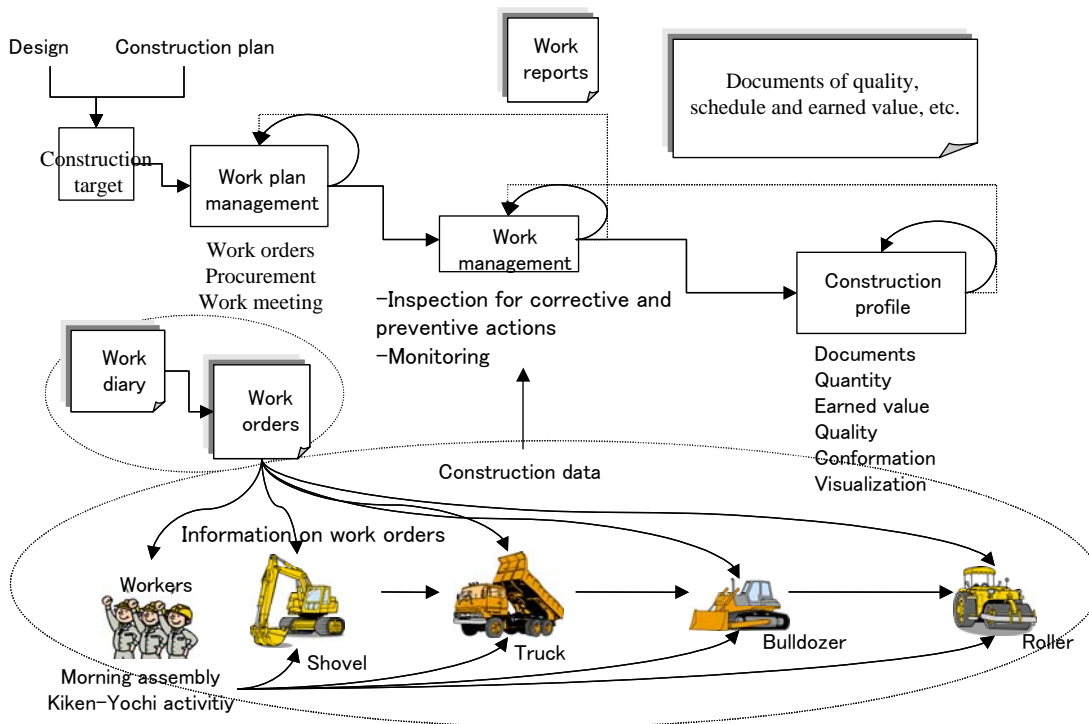 Design
Construction plan
Work
reports
Documents of quality,
schedule and earned value, etc.
Construction
target
Work plan
management
Work orders
Procurement
Work meeting
Work
management
-Inspection for corrective and
preventive actions
-Monitoring
Construction
profile
Documents
Quantity
Earned value
Quality
Conformation
Visualization
Work
diary
Work
orders
Construction data
Information on work orders
Workers
Shovel
Truck
Bulldozer
Roller
Morning assembly
Kiken-Yochi activitiy